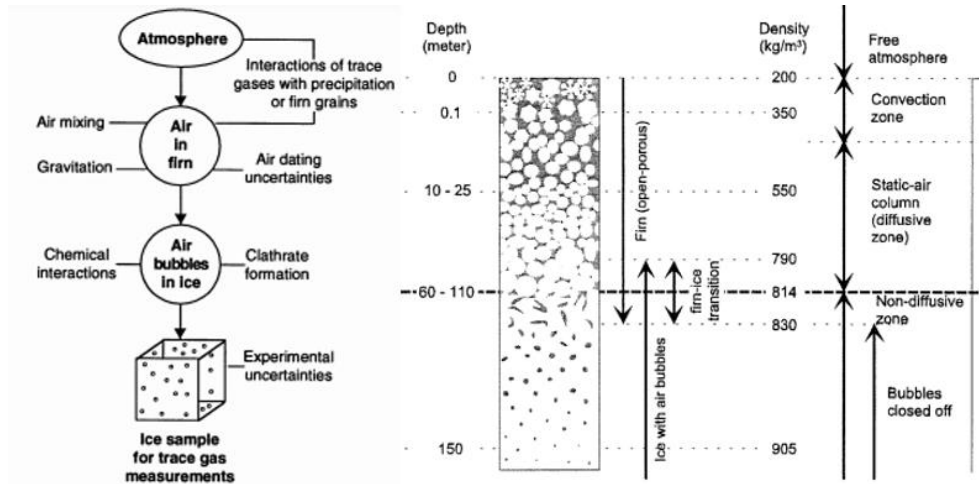 Atmosphere
Interactions of trace
gases with precipitation
or firn grains
Air mixing
Air
in
firn
Gravitation
Air dating
uncertainties
Chemical
interactions
Air
bubbles
in ice
Clathrate
formation
Experimental
uncertainties
Ice sample
for trace gas
measurements
Depth
(meter)
0
0.1
10 - 25
60 - 110
150
Firn (open-porous)
Ice with air bubbles
firn-ice
transition
Density
(kg/m³)
200
350
550
790
814
830
905
Free
atmosphere
Convection
zone
Static-air
column
(diffusive
zone)
Non-diffusive
zone
Bubbles
closed off